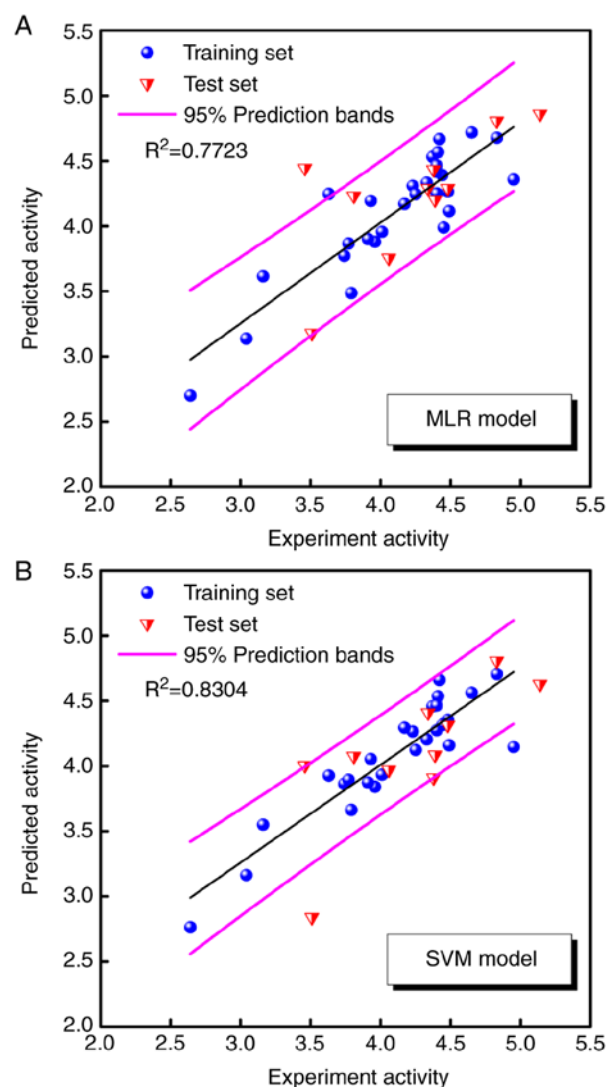 A
5.5
5.0
4.5
4.0
3.5
3.0
2.5
2.0
Predicted activity
Training set
Test set
95% Prediction bands
R²=0.7723
MLR model
2.0 2.5 3.0 3.5 4.0 4.5 5.0 5.5
Experiment activity
B
5.5
5.0
4.5
4.0
3.5
3.0
2.5
2.0
Predicted activity
Training set
Test set
95% Prediction bands
R²=0.8304
SVM model
2.0 2.5 3.0 3.5 4.0 4.5 5.0 5.5
Experiment activity